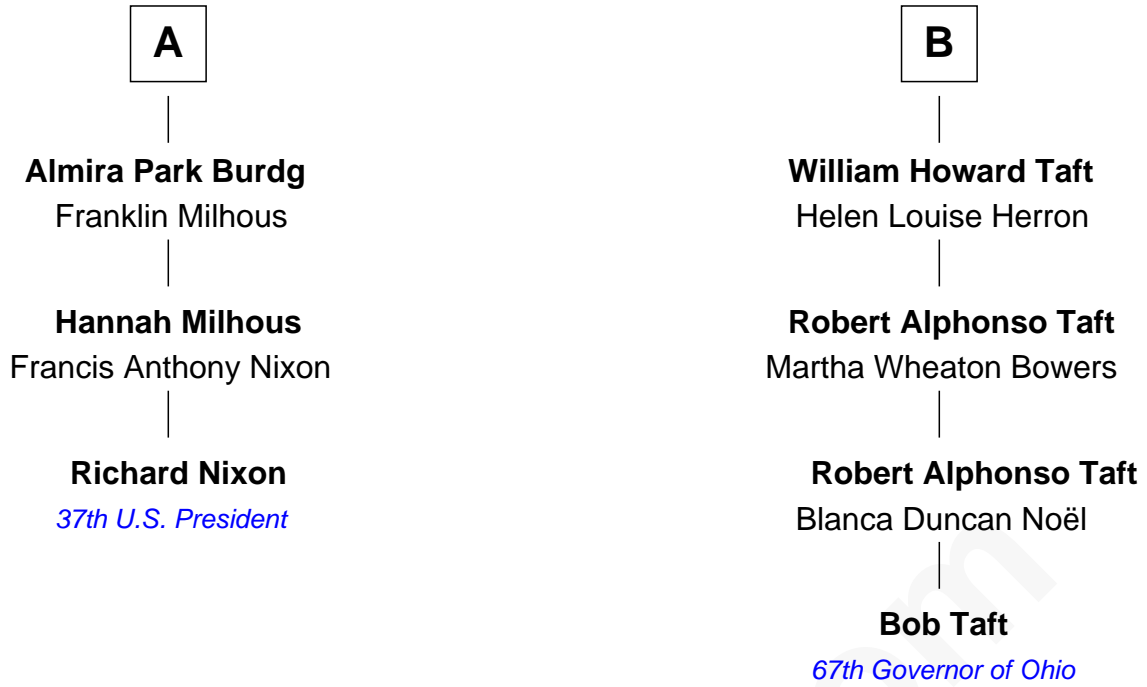 A
Almira Park Burdg
Franklin Milhous
Hannah Milhous
Francis Anthony Nixon
Richard Nixon
37th U.S. President
B
William Howard Taft
Helen Louise Herron
Robert Alphonso Taft
Martha Wheaton Bowers
Robert Alphonso Taft
Blanca Duncan Noël
Bob Taft
67th Governor of Ohio